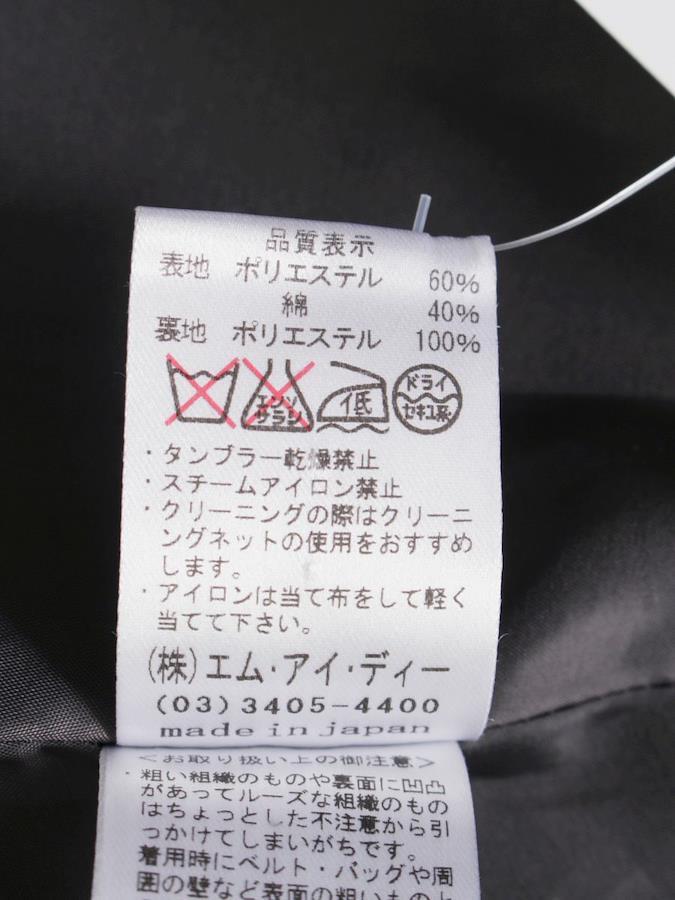 品質表示
表地 ポリエステル 60%
綿 40%
裏地 ポリエステル 100%
エンソサラシ 低 ドライ セキユ系
・タンブラー乾燥禁止
・スチームアイロン禁止
・クリーニングの際はクリーニ
ングネットの使用をおすすめ
します。
・アイロンは当て布をして軽く
当てて下さい。
(株)エム・アイ・ディー
(03)3405-4400
made in japan
<お取り扱い上の御注意>
・粗い組織のものや裏面に凹凸
があってルーズな組織のもの
はちょっとした不注意から引
っかけてしまいがちです。
着用時にベルト・バッグや周
囲の壁など表面の粗いものと